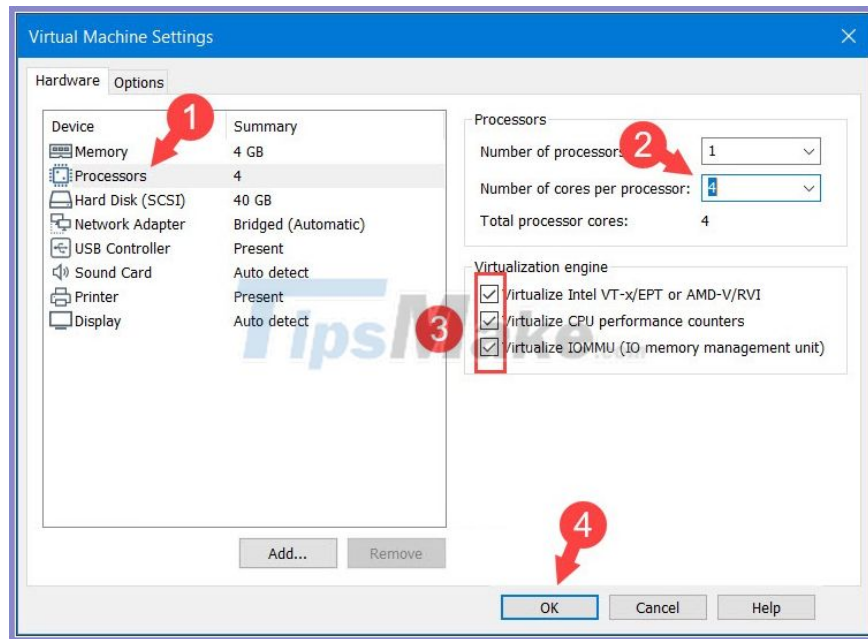 Virtual Machine Settings
Hardware Options
Device Summary
1
Memory 4 GB
Processors 4
Hard Disk (SCSI) 40 GB
Network Adapter Bridged (Automatic)
USB Controller Present
Sound Card Auto detect
Printer Present
Display Auto detect
Add... Remove
Processors
2
Number of processors 1
Number of cores per processor: 4
Total processor cores: 4
Virtualization engine
Virtualize Intel VT-x/EPT or AMD-V/RVI
Virtualize CPU performance counters
3
Virtualize IOMMU (IO memory management unit)
TipsMake.com
4
OK Cancel Help